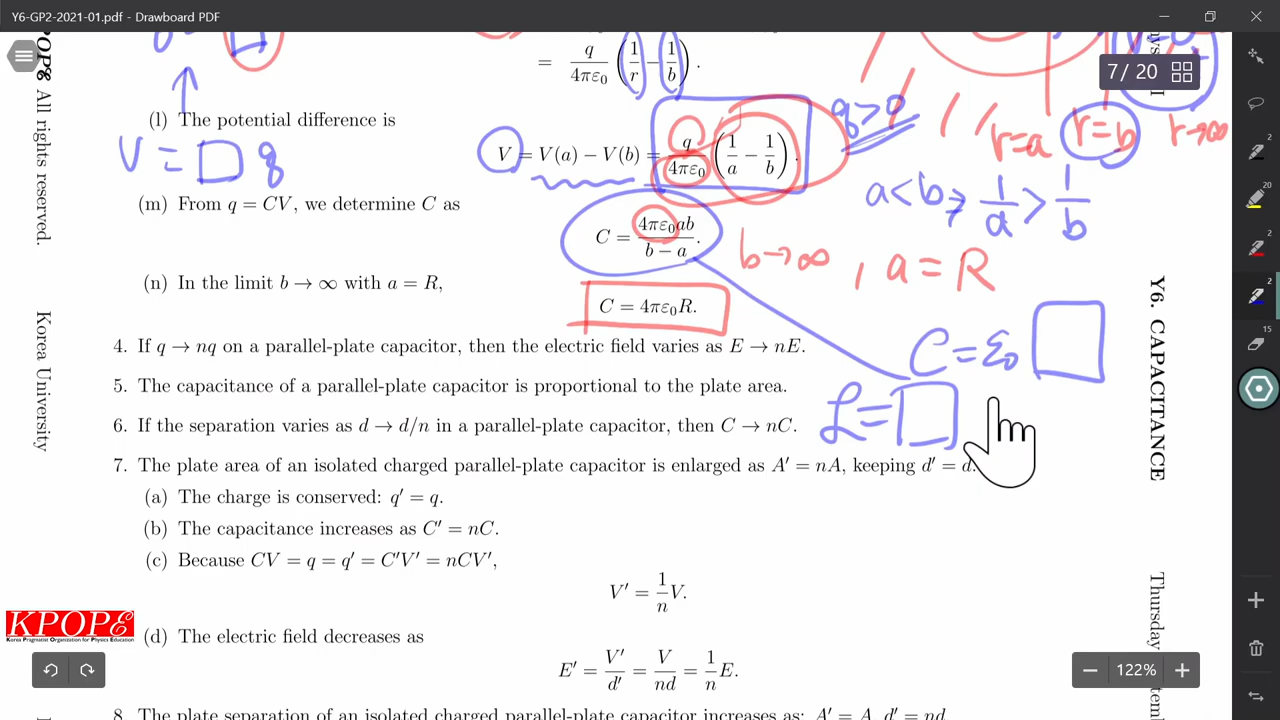 Y6-GP2-2021-01.pdf - Drawboard PDF
7 / 20
= q/4πε₀ (1/r − 1/b).
(l) The potential difference is
V = □ q
V = V(a) − V(b) = q/4πε₀ (1/a − 1/b).
q > 0
r=a r=b r→∞
(m) From q = CV, we determine C as
a < b, 1/a > 1/b
C = 4πε₀ab/b − a.
b→∞, a = R
(n) In the limit b → ∞ with a = R,
C = 4πε₀R.
C = ε₀ □
4. If q → nq on a parallel-plate capacitor, then the electric field varies as E → nE.
5. The capacitance of a parallel-plate capacitor is proportional to the plate area.
L = □
6. If the separation varies as d → d/n in a parallel-plate capacitor, then C → nC.
7. The plate area of an isolated charged parallel-plate capacitor is enlarged as A′ = nA, keeping d′ = d.
(a) The charge is conserved: q′ = q.
(b) The capacitance increases as C′ = nC.
(c) Because CV = q = q′ = C′V′ = nCV′,
V′ = 1/n V.
(d) The electric field decreases as
E′ = V′/d′ = V/nd = 1/n E.
8. The plate separation of an isolated charged parallel-plate capacitor increases as: A′ = A, d′ = nd
All rights reserved.
Korea University
Y6. CAPACITANCE
Thursday
KPOPE
Korea Pragmatist Organization for Physics Education
122%
20
2
2
15